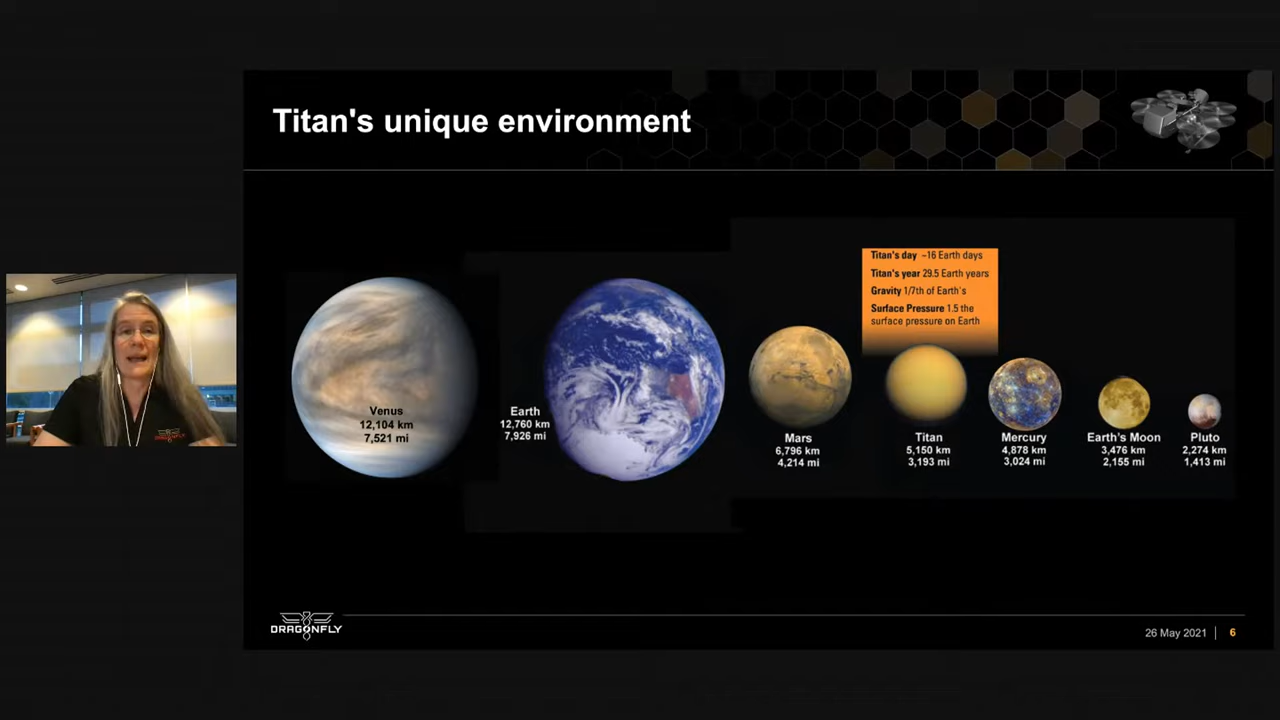 Titan's unique environment
Titan's day ~16 Earth days
Titan's year 29.5 Earth years
Gravity 1/7th of Earth's
Surface Pressure 1.5 the
surface pressure on Earth
Venus
12,104 km
7,521 mi
Earth
12,760 km
7,926 mi
Mars
6,796 km
4,214 mi
Titan
5,150 km
3,193 mi
Mercury
4,878 km
3,024 mi
Earth's Moon
3,476 km
2,155 mi
Pluto
2,274 km
1,413 mi
DRAGONFLY
DRAGONFLY
26 May 2021 | 6